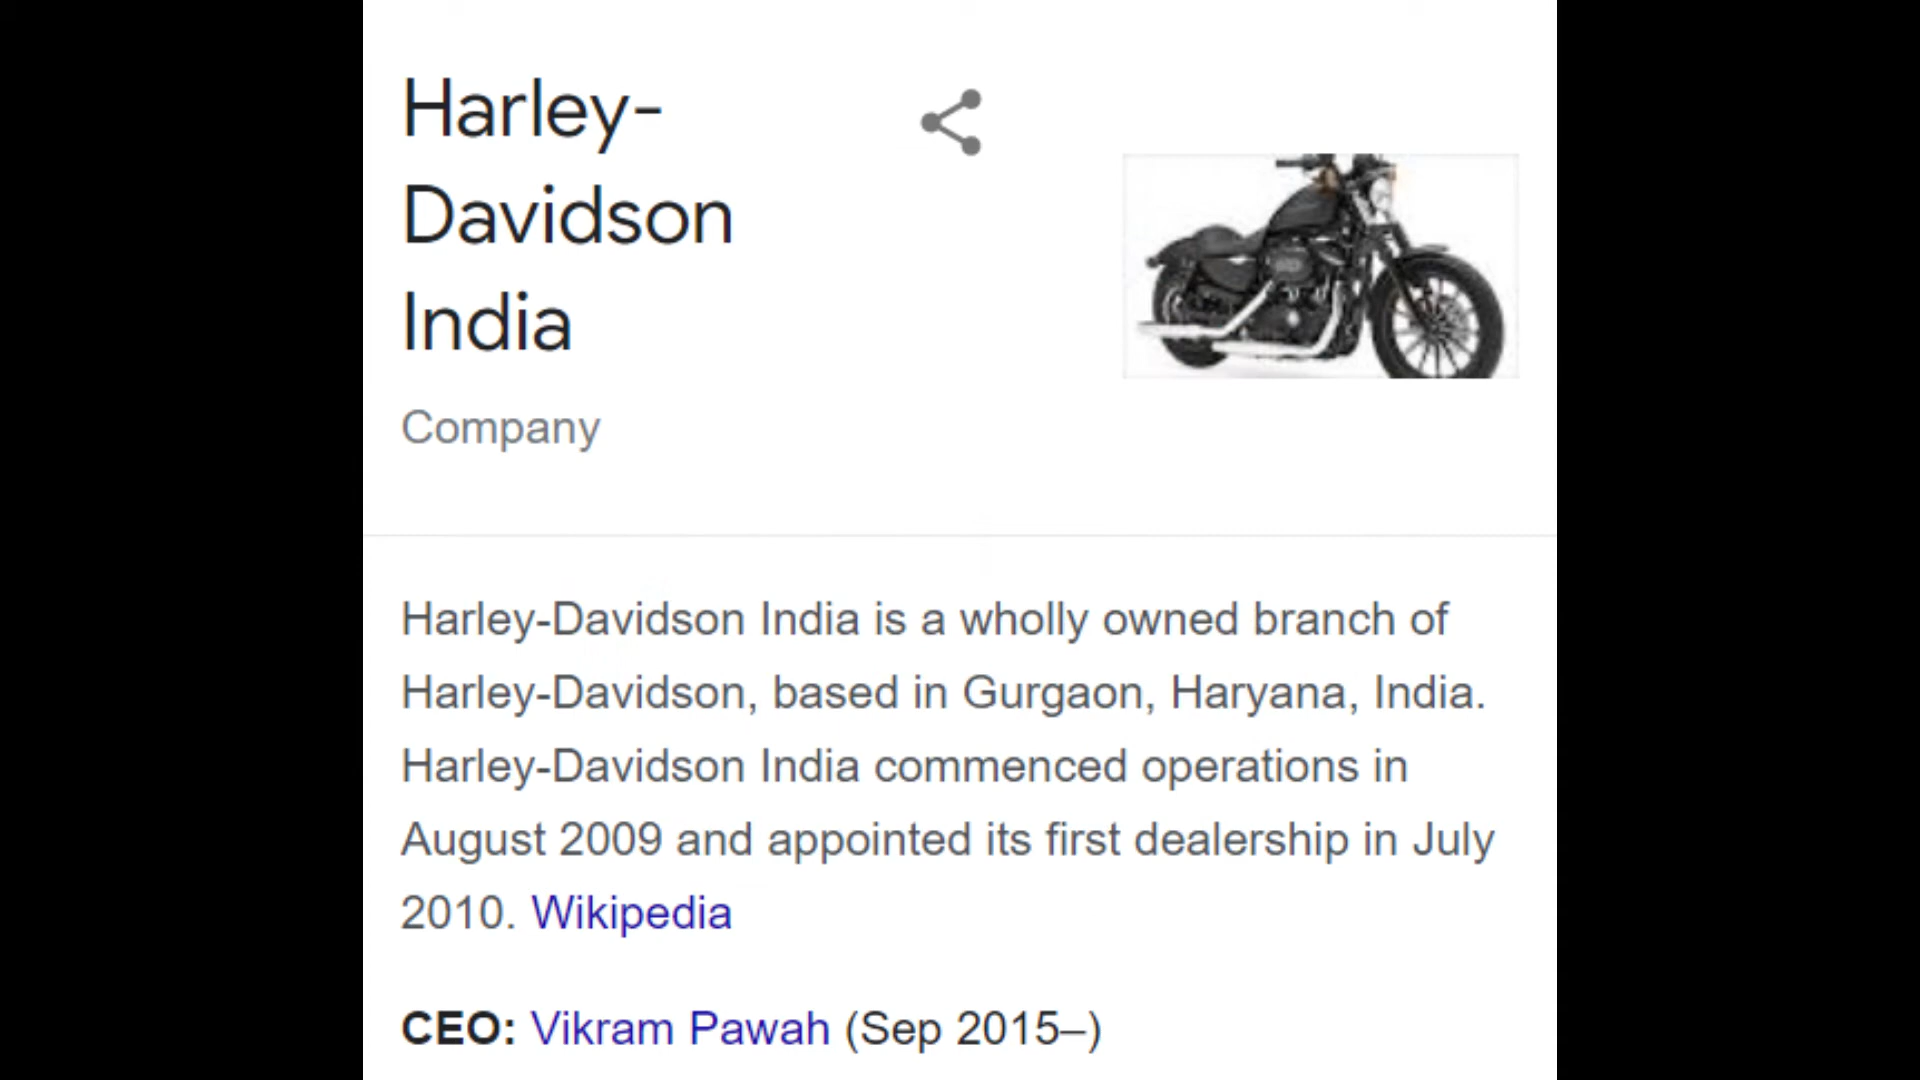 Harley-
Davidson
India
Company
Harley-Davidson India is a wholly owned branch of
Harley-Davidson, based in Gurgaon, Haryana, India.
Harley-Davidson India commenced operations in
August 2009 and appointed its first dealership in July
2010. Wikipedia
CEO: Vikram Pawah (Sep 2015–)